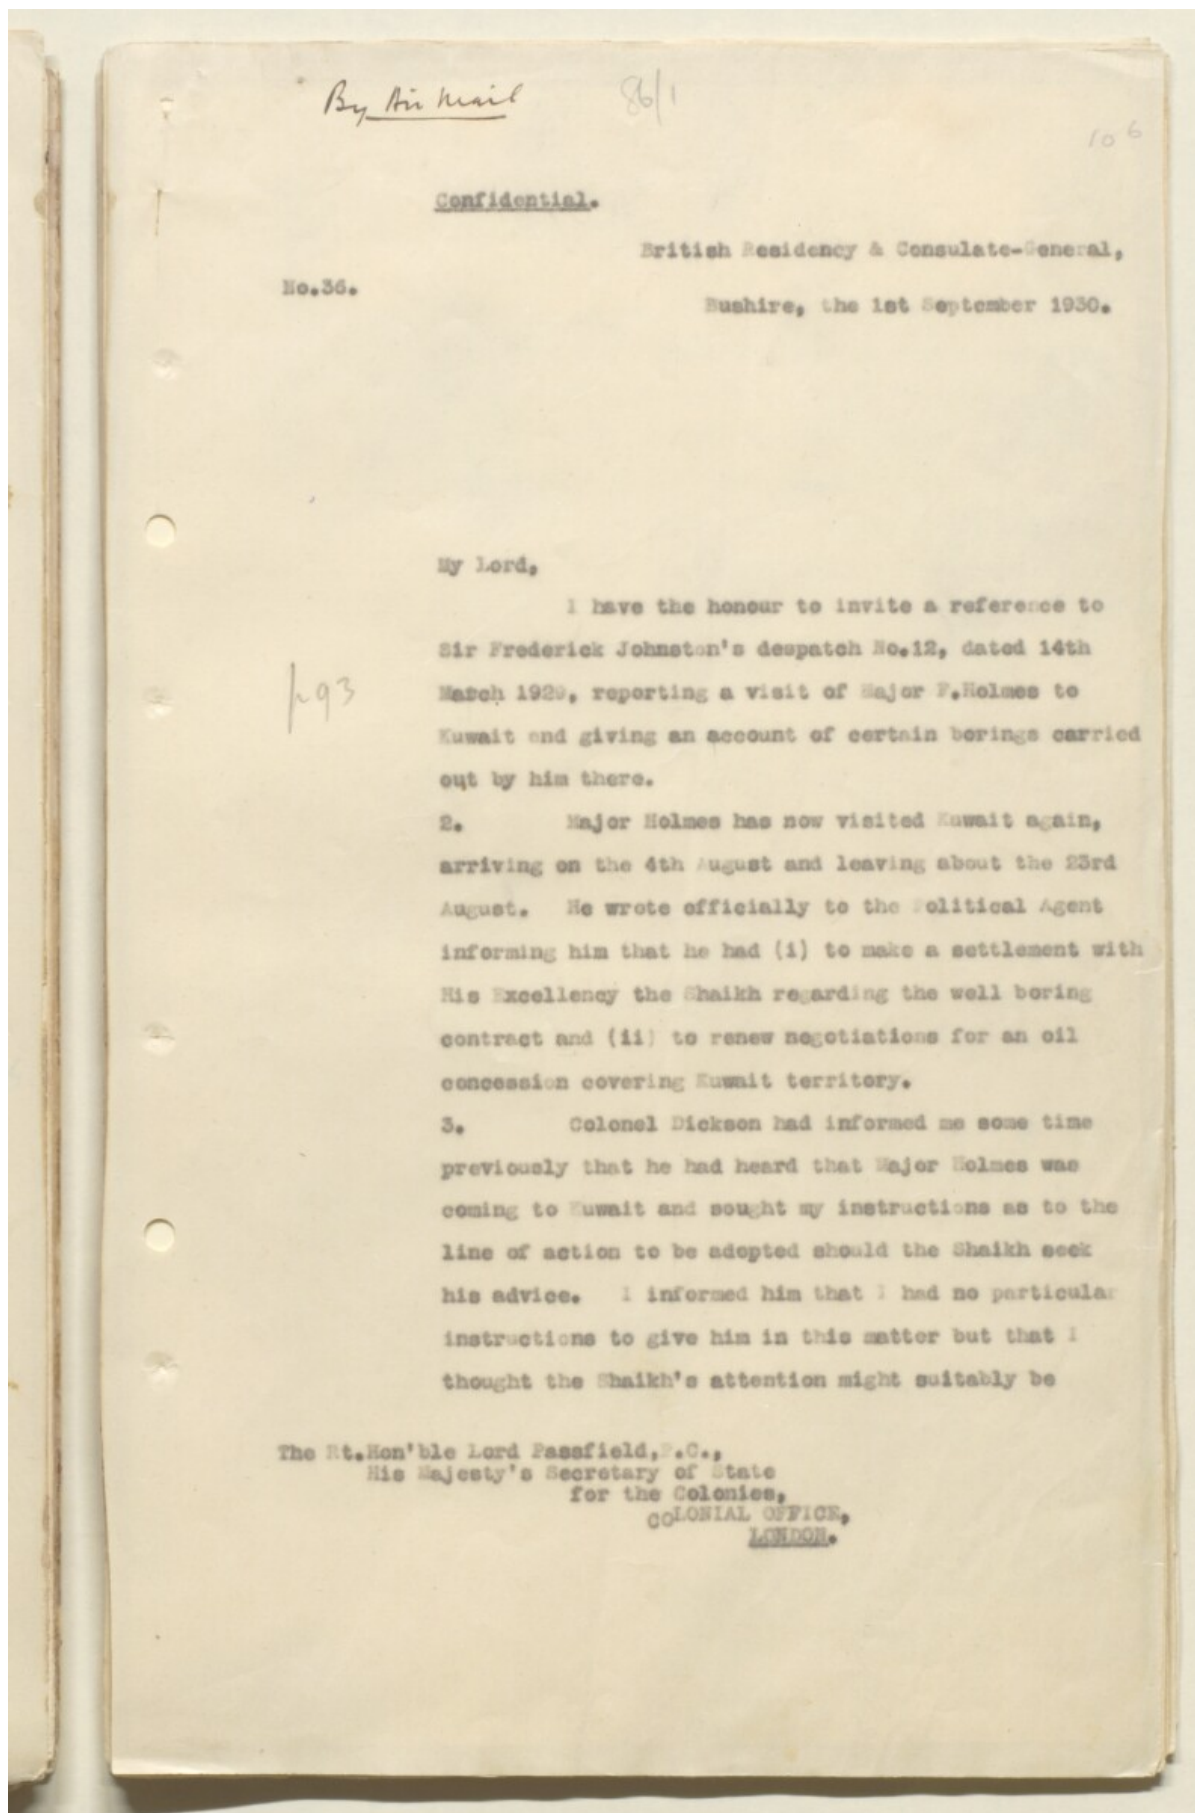 By Air Mail
86/1
106
Confidential.
British Residency & Consulate-General,
No.36.
Bushire, the 1st September 1930.
My Lord,
I have the honour to invite a reference to
Sir Frederick Johnston's despatch No.12, dated 14th
p 93
March 1929, reporting a visit of Major F.Holmes to
Kuwait and giving an account of certain borings carried
out by him there.
2. Major Holmes has now visited Kuwait again,
arriving on the 4th August and leaving about the 23rd
August. He wrote officially to the Political Agent
informing him that he had (i) to make a settlement with
His Excellency the Shaikh regarding the well boring
contract and (ii) to renew negotiations for an oil
concession covering Kuwait territory.
3. Colonel Dickson had informed me some time
previously that he had heard that Major Holmes was
coming to Kuwait and sought my instructions as to the
line of action to be adopted should the Shaikh seek
his advice. I informed him that I had no particular
instructions to give him in this matter but that I
thought the Shaikh's attention might suitably be
The Rt.Hon'ble Lord Passfield,P.C.,
His Majesty's Secretary of State
for the Colonies,
COLONIAL OFFICE,
LONDON.